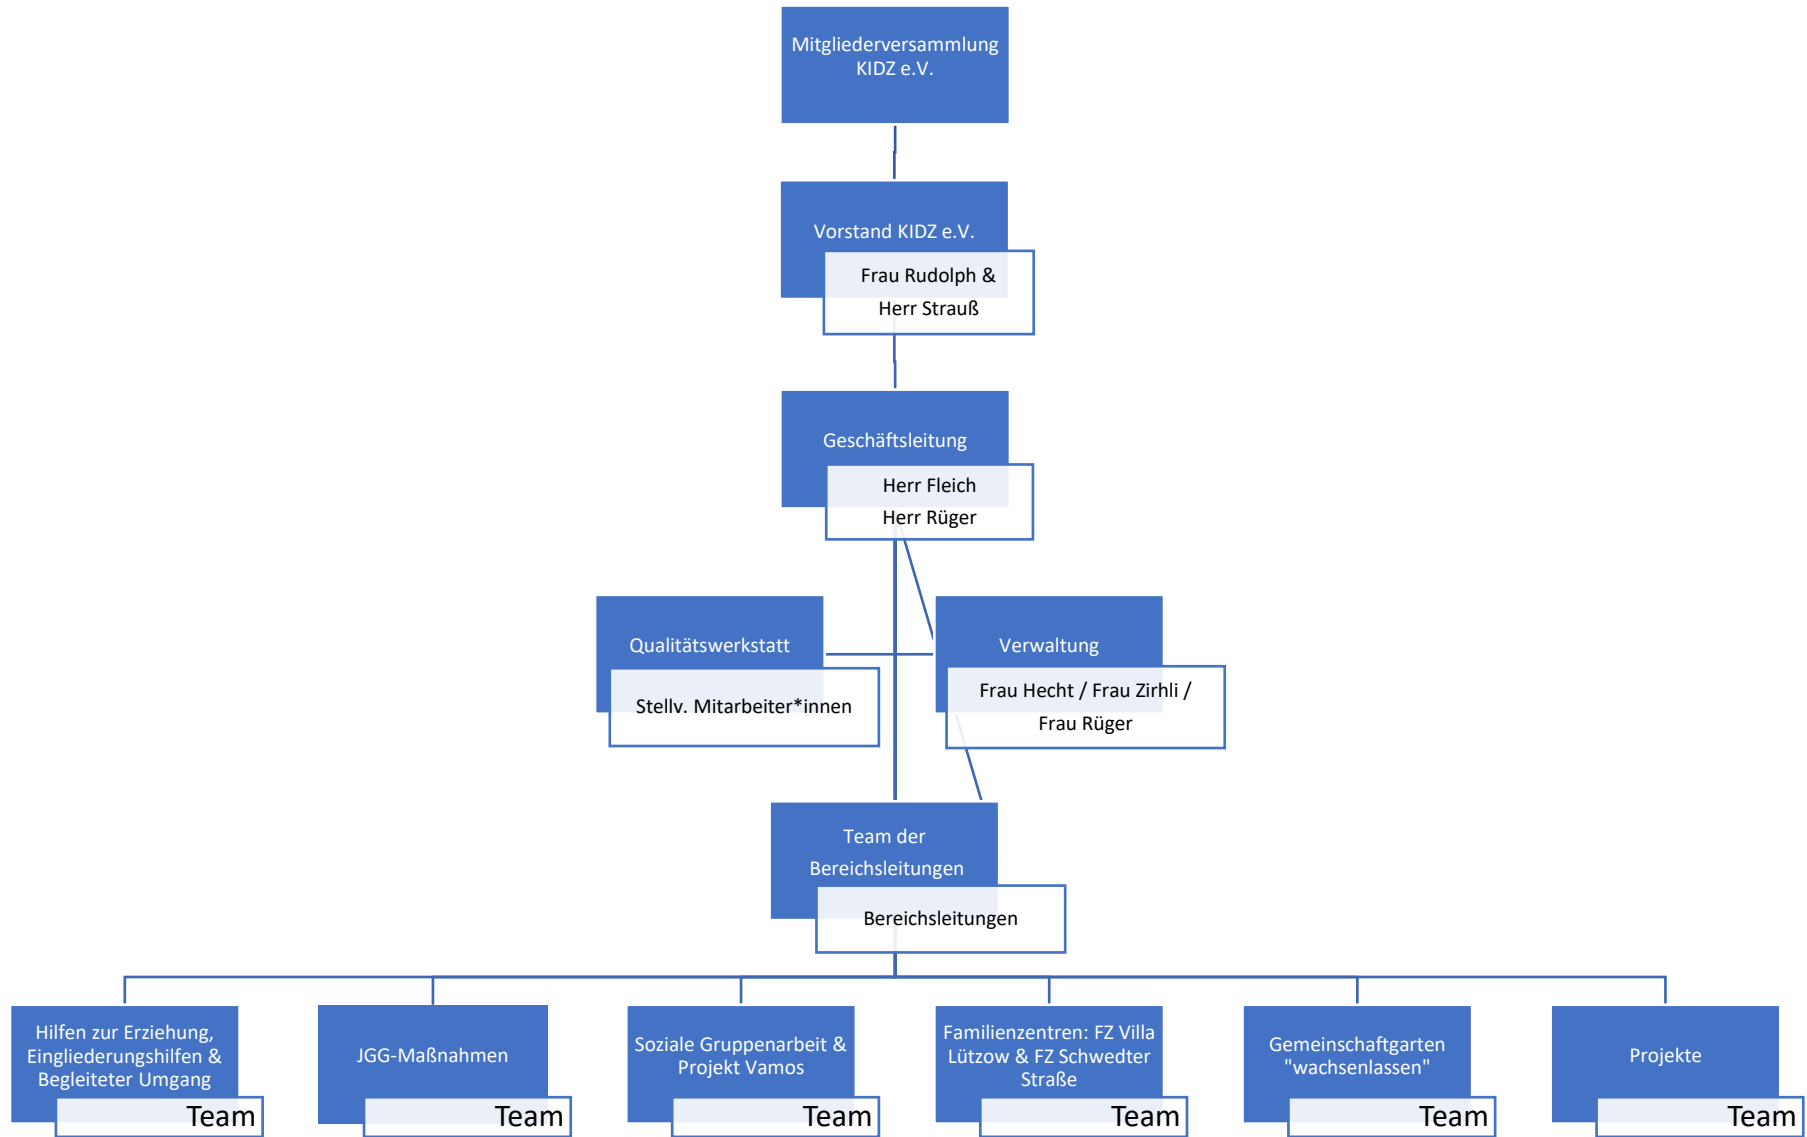 Mitgliederversammlung
KIDZ e.V.
Vorstand KIDZ e.V.
Frau Rudolph &
Herr Strauß
Geschäftsleitung
Herr Fleich
Herr Rüger
Qualitätswerkstatt
Stellv. Mitarbeiter*innen
Verwaltung
Frau Hecht / Frau Zirhli /
Frau Rüger
Team der
Bereichsleitungen
Bereichsleitungen
Hilfen zur Erziehung,
Eingliederungshilfen &
Begleiteter Umgang
Team
JGG-Maßnahmen
Team
Soziale Gruppenarbeit &
Projekt Vamos
Team
Familienzentren: FZ Villa
Lützow & FZ Schwedter
Straße
Team
Gemeinschaftgarten
"wachsenlassen"
Team
Projekte
Team